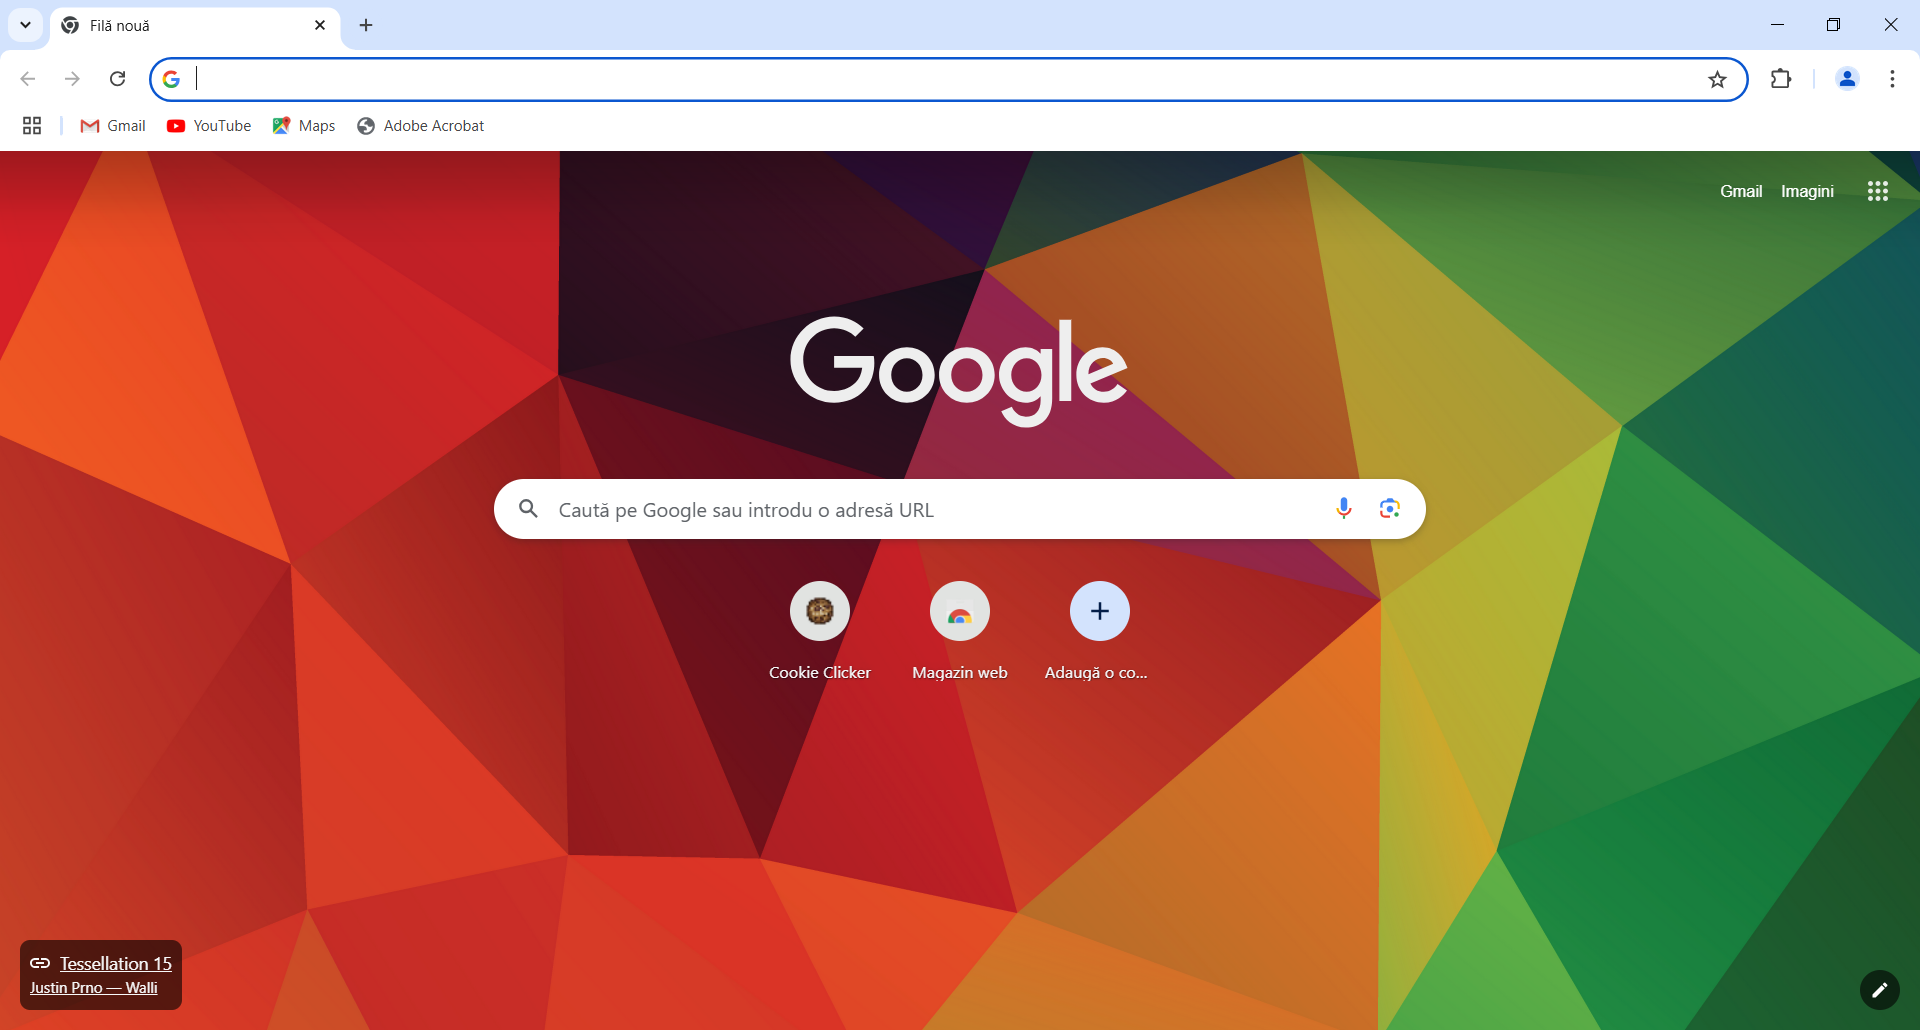 Filă nouă
Gmail
YouTube
Maps
Adobe Acrobat
Gmail
Imagini
Google
Caută pe Google sau introdu o adresă URL
Cookie Clicker
Magazin web
Adaugă o co...
Tessellation 15
Justin Prno — Walli